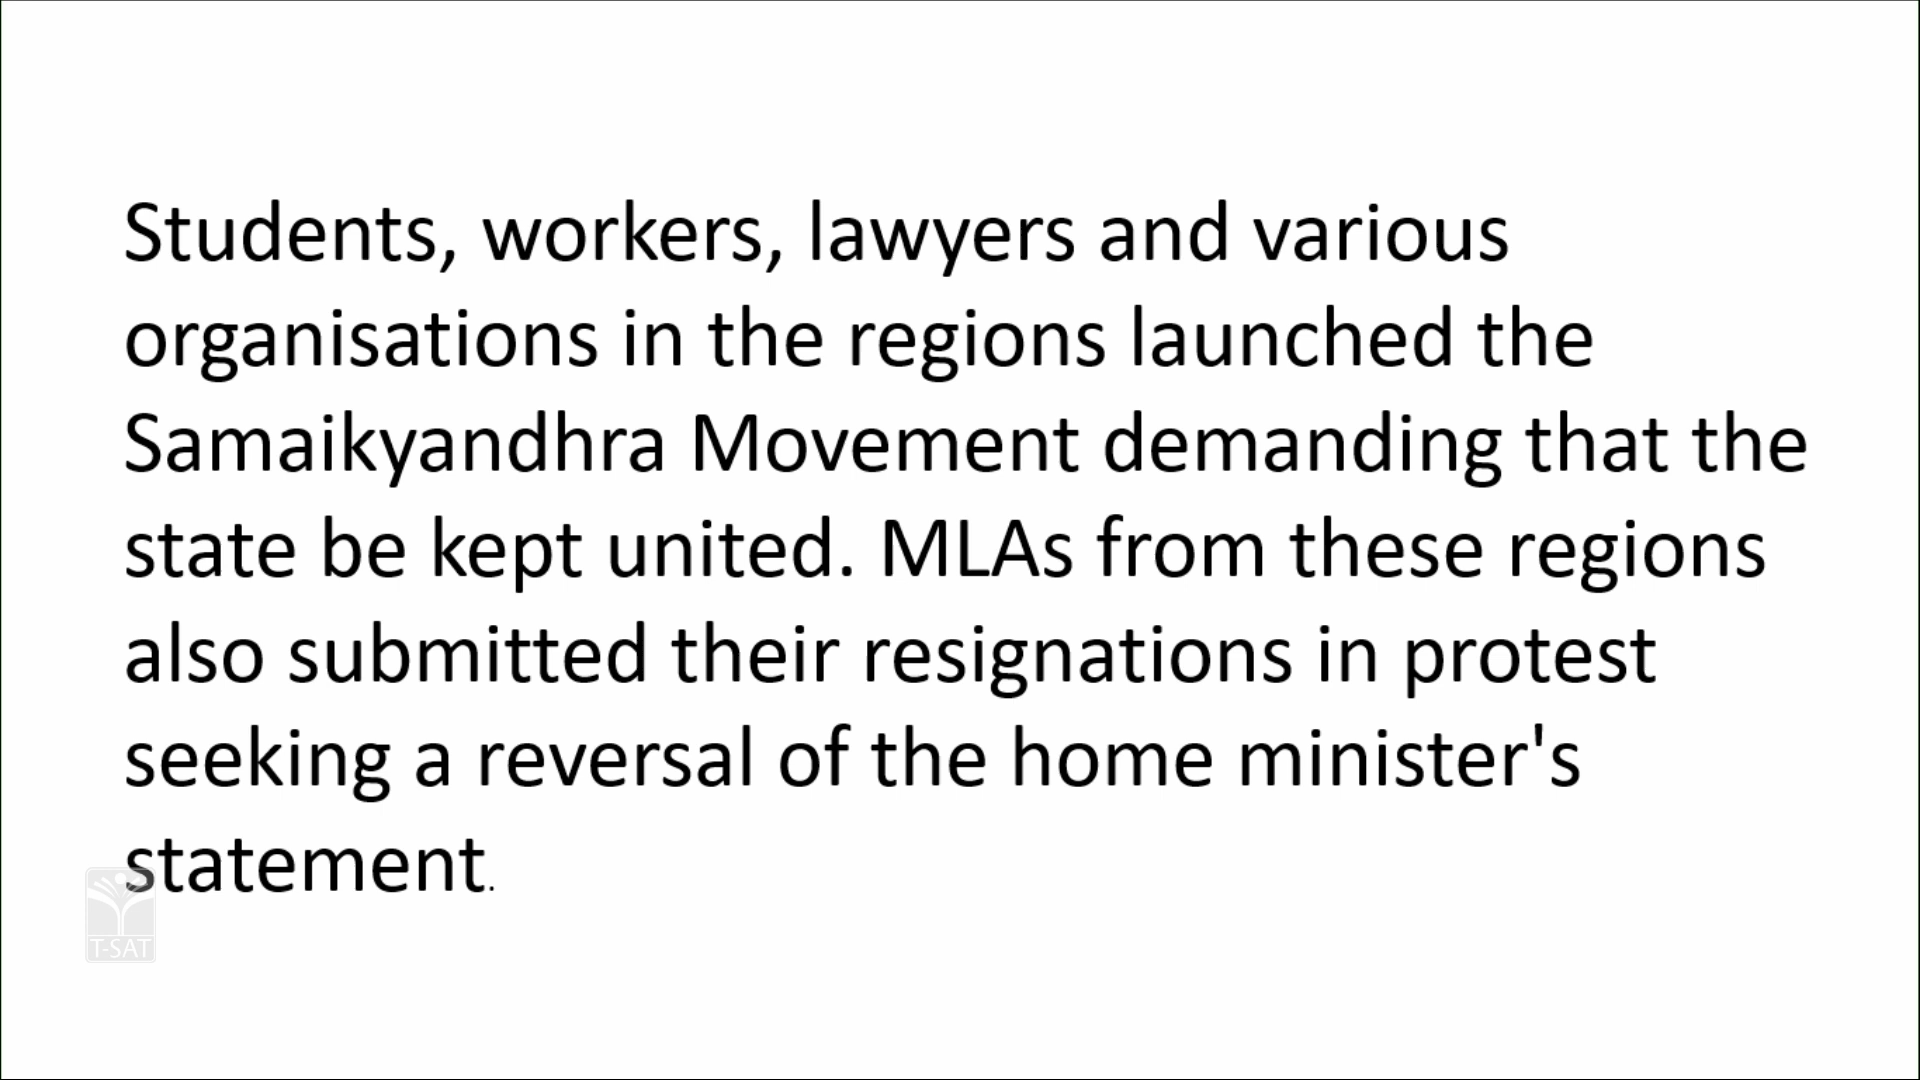 Students, workers, lawyers and various
organisations in the regions launched the
Samaikyandhra Movement demanding that the
state be kept united. MLAs from these regions
also submitted their resignations in protest
seeking a reversal of the home minister's
statement.
T-SAT